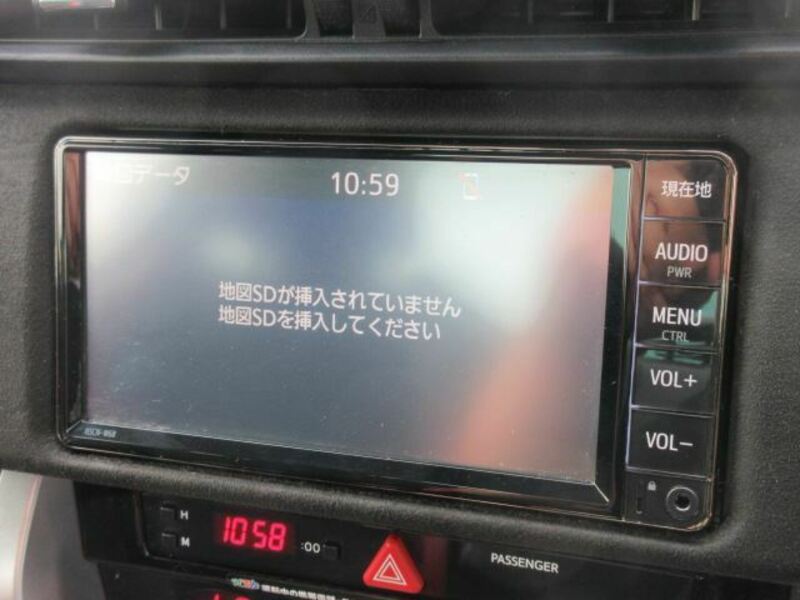 データ
10:59
地図SDが挿入されていません
地図SDを挿入してください
現在地
AUDIO
PWR
MENU
CTRL
VOL+
VOL-
H
M
10:58
:00
PASSENGER